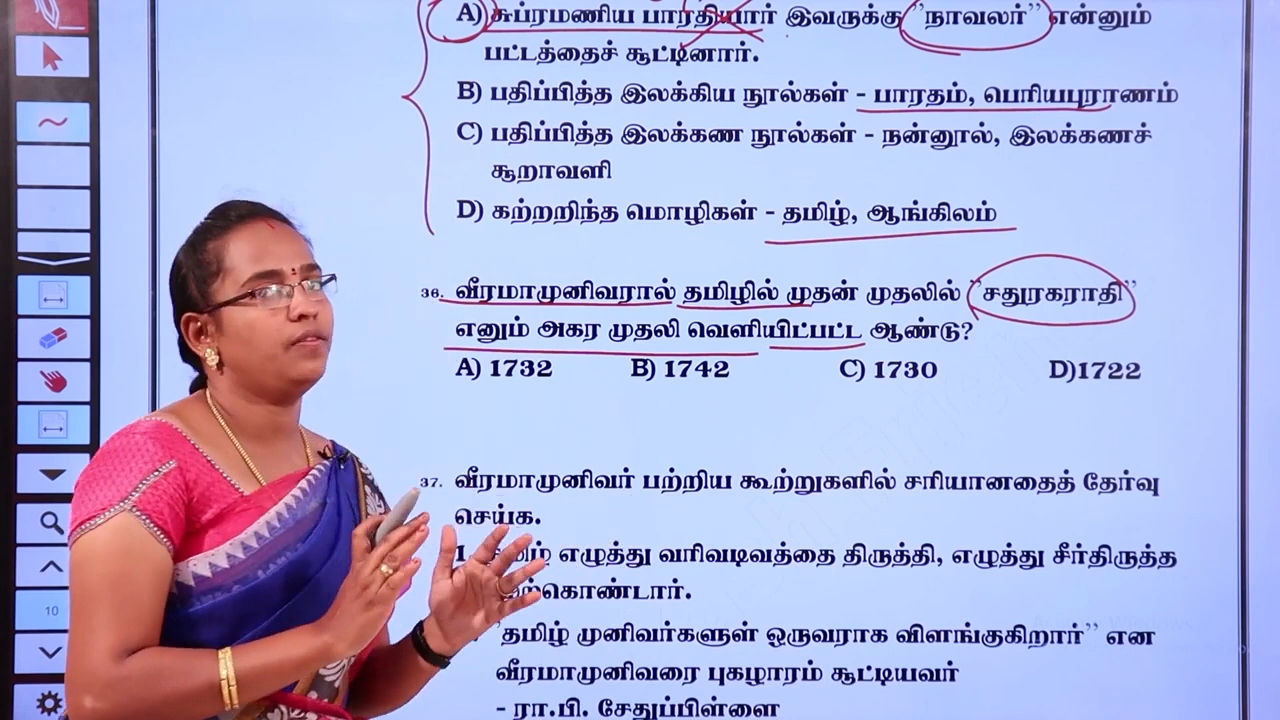 A) சுப்ரமணிய பாரதியார் இவருக்கு "நாவலர்" என்னும்
பட்டத்தைச் சூட்டினார்.
B) பதிப்பித்த இலக்கிய நூல்கள் - பாரதம், பெரியபுராணம்
C) பதிப்பித்த இலக்கண நூல்கள் - நன்னூல், இலக்கணச்
சூறாவளி
D) கற்றறிந்த மொழிகள் - தமிழ், ஆங்கிலம்
36. வீரமாமுனிவரால் தமிழில் முதன் முதலில் "சதுரகராதி"
எனும் அகர முதலி வெளியிட்பட்ட ஆண்டு?
A) 1732 B) 1742 C) 1730 D)1722
37. வீரமாமுனிவர் பற்றிய கூற்றுகளில் சரியானதைத் தேர்வு
செய்க.
1. எழுத்து வரிவடிவத்தை திருத்தி, எழுத்து சீர்திருத்த
"தமிழ் முனிவர்களுள் ஒருவராக விளங்குகிறார்" என
வீரமாமுனிவரை புகழாரம் சூட்டியவர்
- ரா.பி. சேதுப்பிள்ளை
10